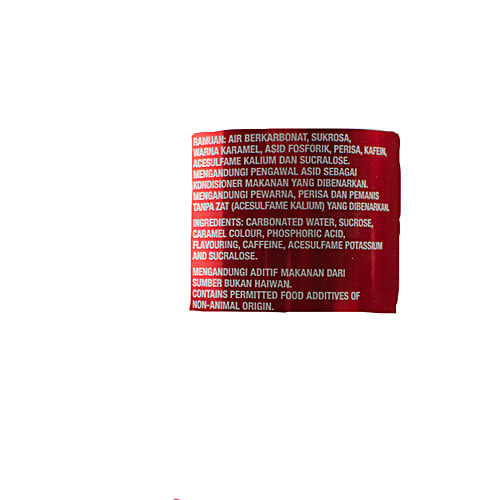 RAMUAN: AIR BERKARBONAT, SUKROSA,
WARNA KARAMEL, ASID FOSFORIK, PERISA, KAFEIN,
ACESULFAME KALIUM DAN SUCRALOSE.
MENGANDUNGI PENGAWAL ASID SEBAGAI
KONDISIONER MAKANAN YANG DIBENARKAN.
MENGANDUNGI PEWARNA, PERISA DAN PEMANIS
TANPA ZAT (ACESULFAME KALIUM) YANG DIBENARKAN.
INGREDIENTS: CARBONATED WATER, SUCROSE,
CARAMEL COLOUR, PHOSPHORIC ACID,
FLAVOURING, CAFFEINE, ACESULFAME POTASSIUM
AND SUCRALOSE.
MENGANDUNGI ADITIF MAKANAN DARI
SUMBER BUKAN HAIWAN.
CONTAINS PERMITTED FOOD ADDITIVES OF
NON-ANIMAL ORIGIN.